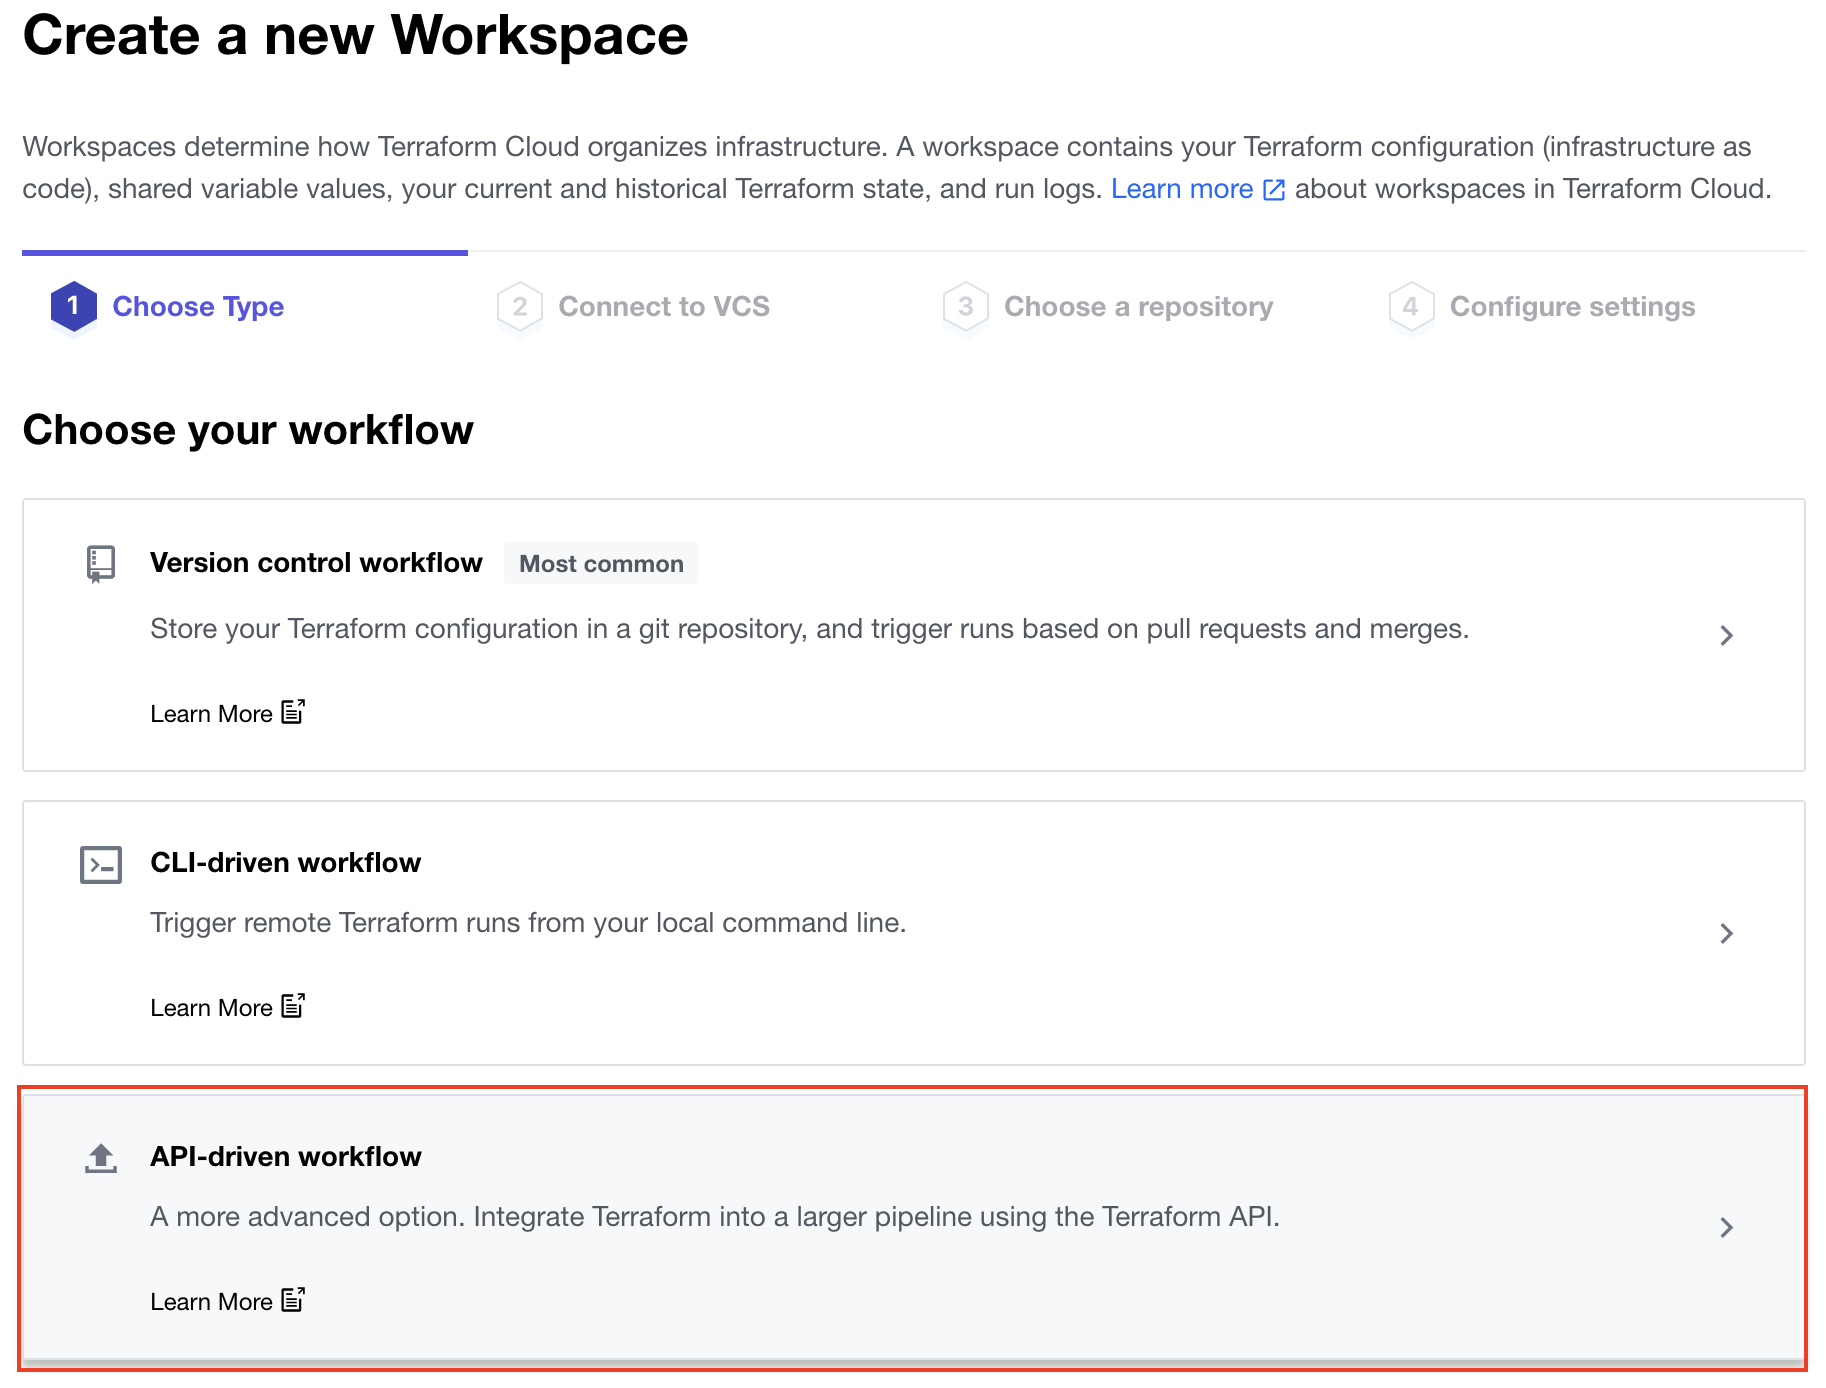 Create a new Workspace
Workspaces determine how Terraform Cloud organizes infrastructure. A workspace contains your Terraform configuration (infrastructure as
code), shared variable values, your current and historical Terraform state, and run logs. Learn more about workspaces in Terraform Cloud.
1 Choose Type
2 Connect to VCS
3 Choose a repository
4 Configure settings
Choose your workflow
Version control workflow Most common
Store your Terraform configuration in a git repository, and trigger runs based on pull requests and merges.
Learn More
CLI-driven workflow
Trigger remote Terraform runs from your local command line.
Learn More
API-driven workflow
A more advanced option. Integrate Terraform into a larger pipeline using the Terraform API.
Learn More